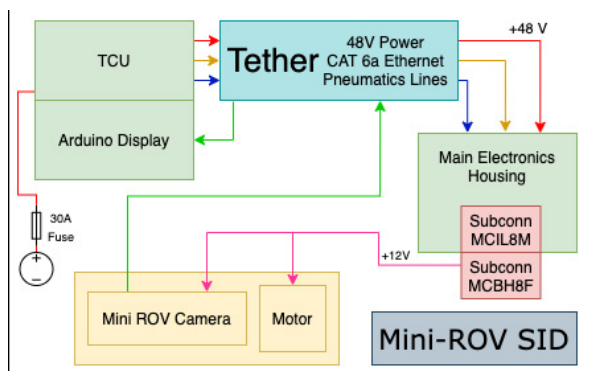 TCU
Tether
48V Power
CAT 6a Ethernet
Pneumatics Lines
+48 V
Arduino Display
Main Electronics
Housing
30A
Fuse
+
−
Subconn
MCIL8M
Subconn
MCBH8F
+12V
Mini ROV Camera
Motor
Mini-ROV SID